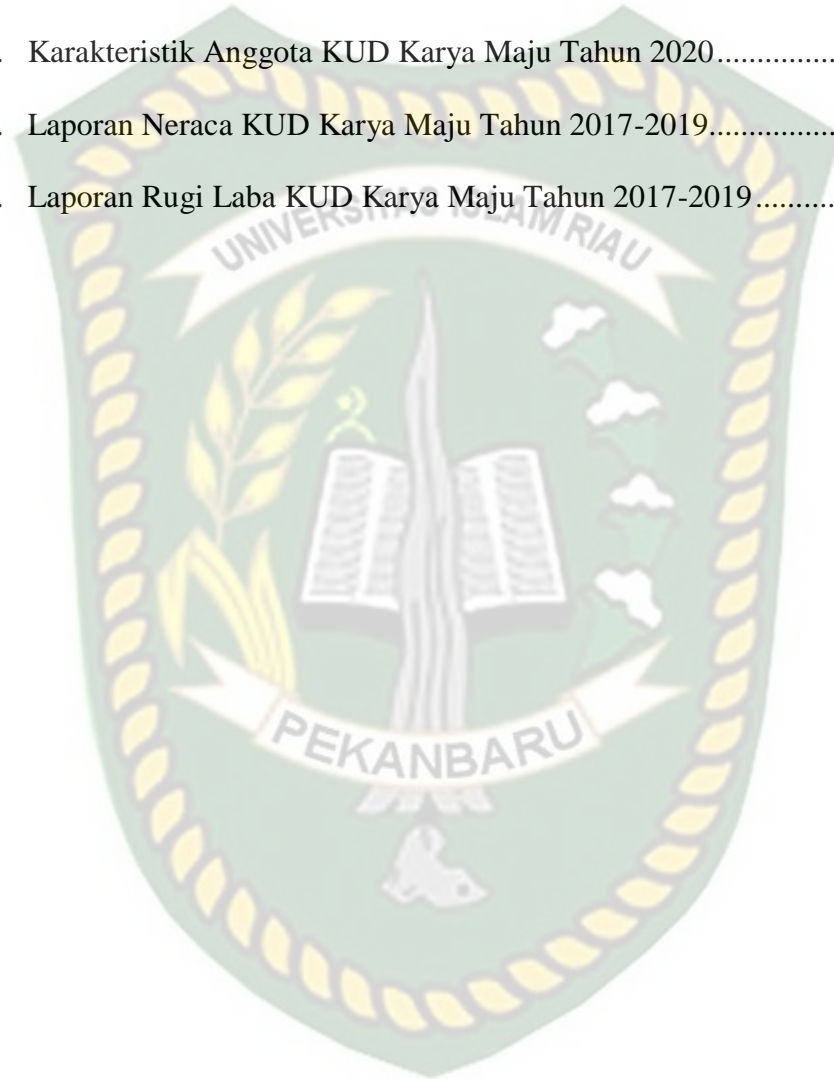 . Karakteristik Anggota KUD Karya Maju Tahun 2020...............
. Laporan Neraca KUD Karya Maju Tahun 2017-2019.................
. Laporan Rugi Laba KUD Karya Maju Tahun 2017-2019..........
UNIVERSITAS ISLAM RIAU
PEKANBARU